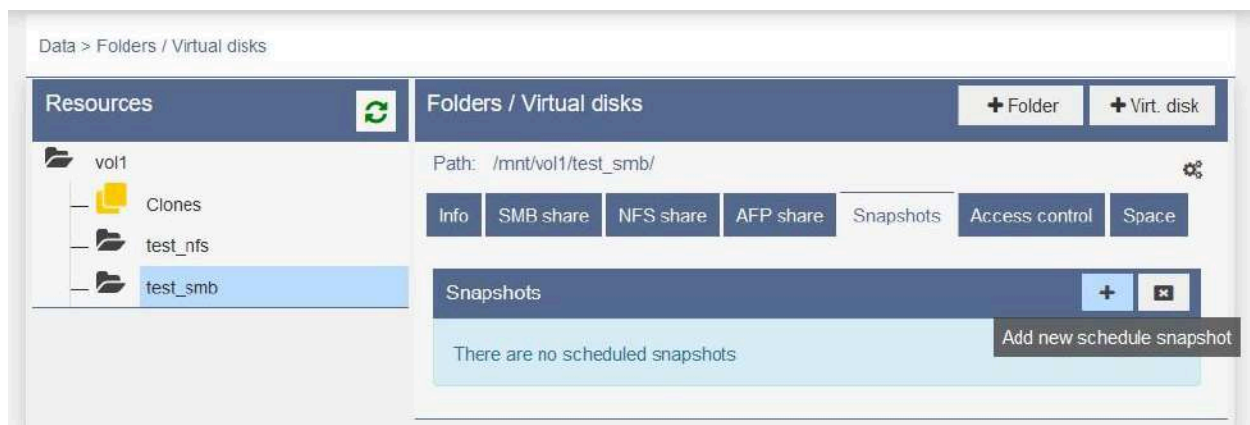 Data > Folders / Virtual disks
Resources
Folders / Virtual disks
Folder
Virt. disk
vol1
Clones
test_nfs
test_smb
Path: /mnt/vol1/test_smb/
Info
SMB share
NFS share
AFP share
Snapshots
Access control
Space
Snapshots
Add new schedule snapshot
There are no scheduled snapshots